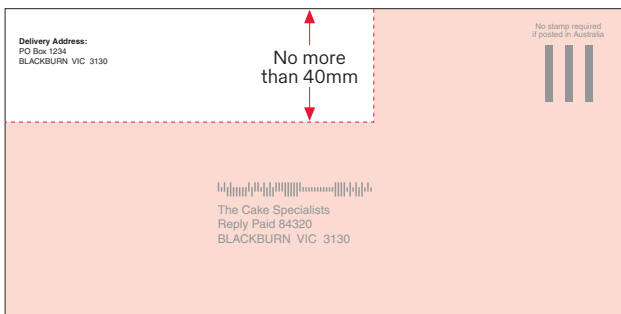 Delivery Address:
PO Box 1234
BLACKBURN VIC 3130
No more
than 40mm
No stamp required
if posted in Australia
The Cake Specialists
Reply Paid 84320
BLACKBURN VIC 3130